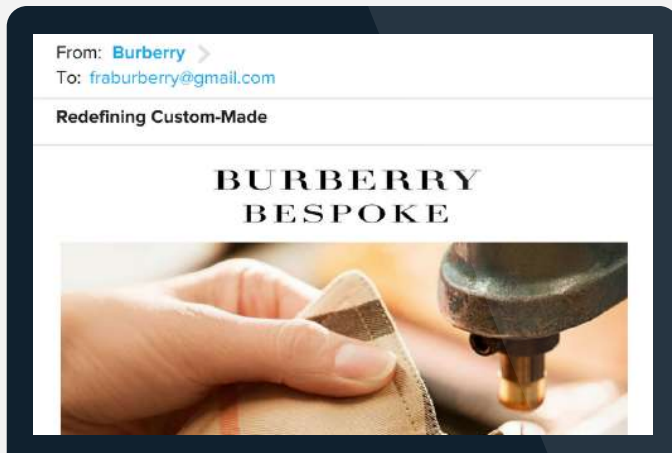 From: Burberry
To: fraburberry@gmail.com
Redefining Custom-Made
BURBERRY
BESPOKE